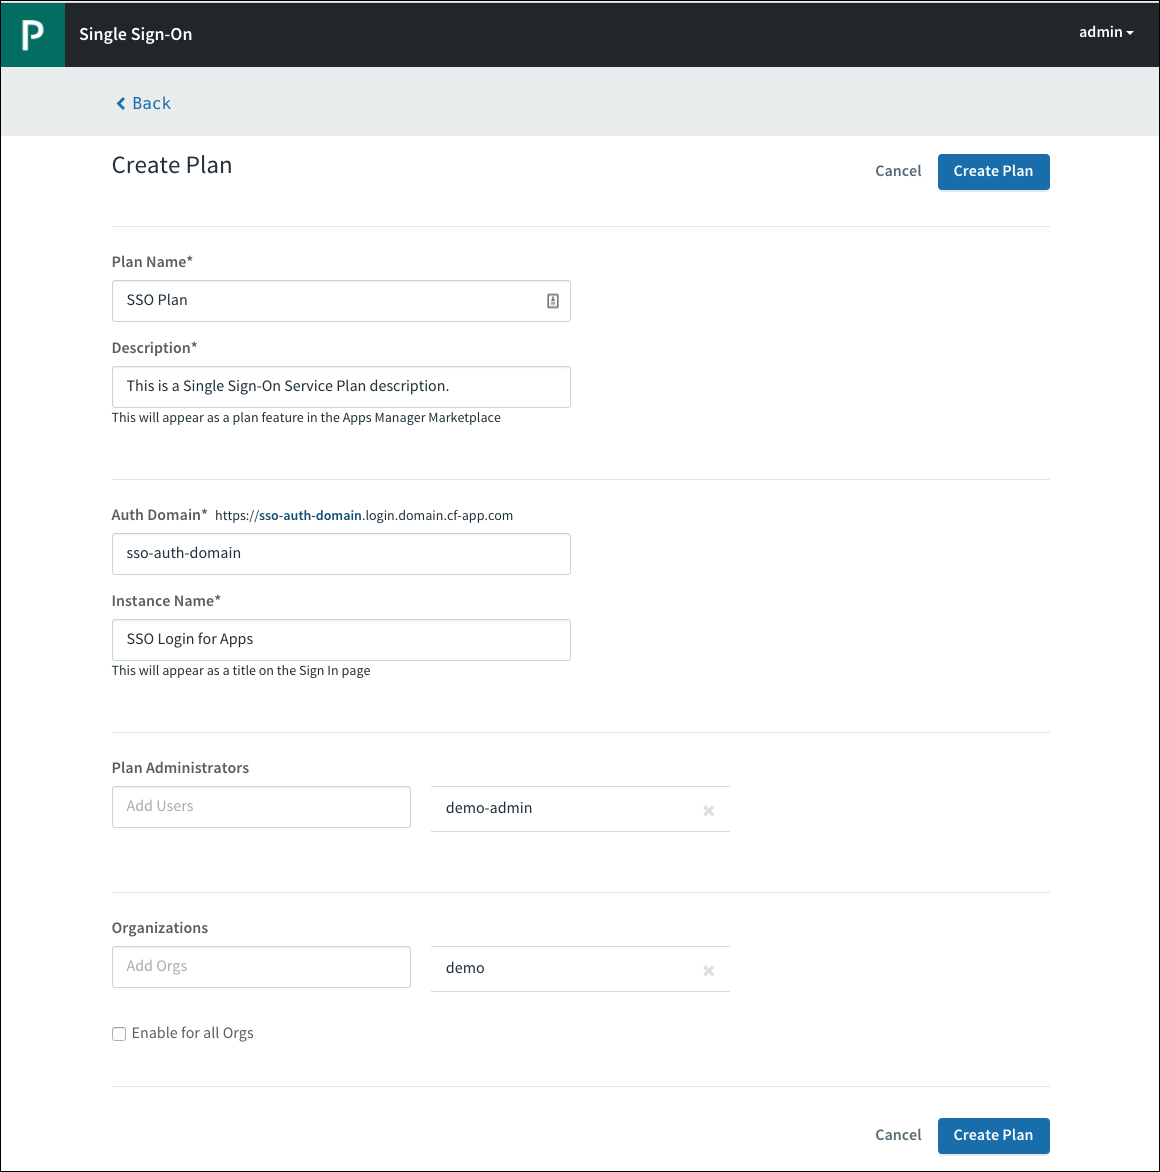 P
Single Sign-On
admin
Back
Create Plan
Cancel
Create Plan
Plan Name*
SSO Plan
Description*
This is a Single Sign-On Service Plan description.
This will appear as a plan feature in the Apps Manager Marketplace
Auth Domain* https://sso-auth-domain.login.domain.cf-app.com
sso-auth-domain
Instance Name*
SSO Login for Apps
This will appear as a title on the Sign In page
Plan Administrators
Add Users
demo-admin
Organizations
Add Orgs
demo
Enable for all Orgs
Cancel
Create Plan